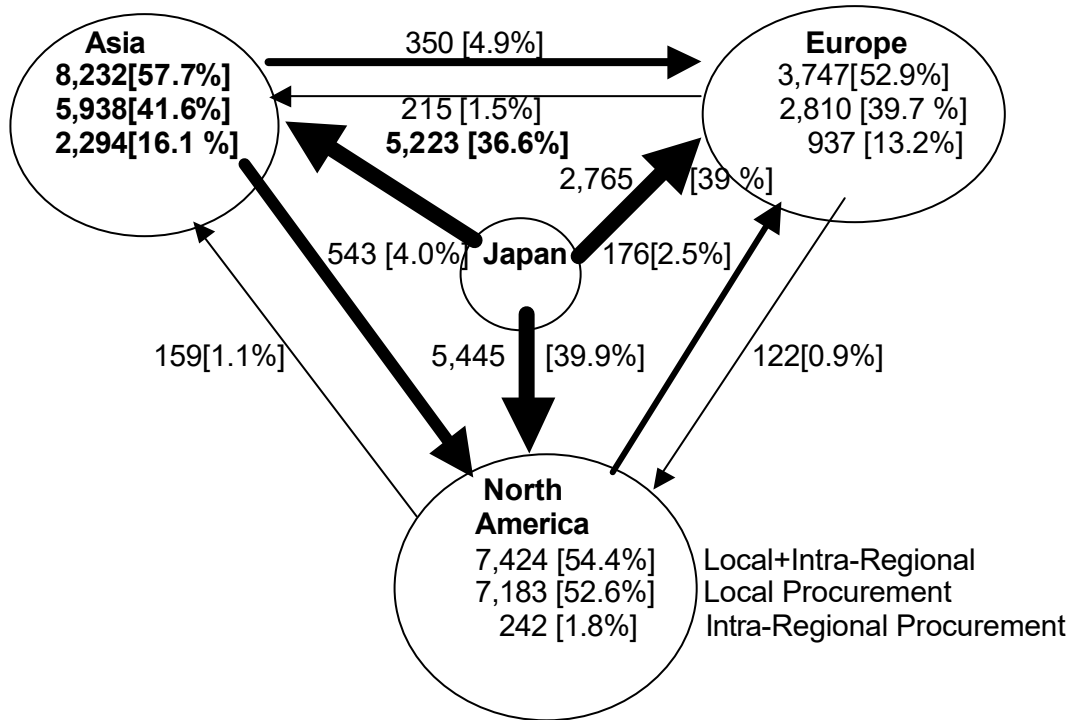 Asia
8,232[57.7%]
5,938[41.6%]
2,294[16.1 %]
350 [4.9%]
215 [1.5%]
5,223 [36.6%]
Europe
3,747[52.9%]
2,810 [39.7 %]
937 [13.2%]
2,765 [39 %]
543 [4.0%]
Japan
176[2.5%]
159[1.1%]
5,445 [39.9%]
122[0.9%]
North
America
7,424 [54.4%] Local+Intra-Regional
7,183 [52.6%] Local Procurement
242 [1.8%] Intra-Regional Procurement